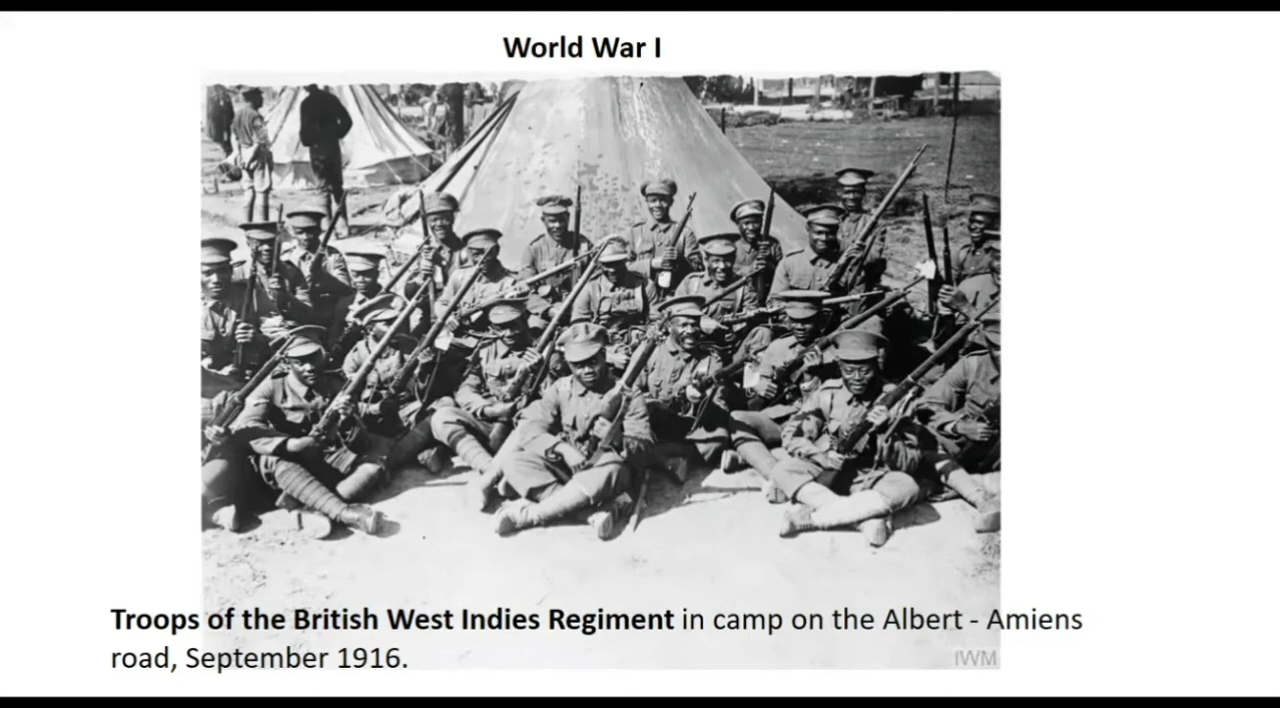 World War I
Troops of the British West Indies Regiment in camp on the Albert - Amiens
road, September 1916.
IWM